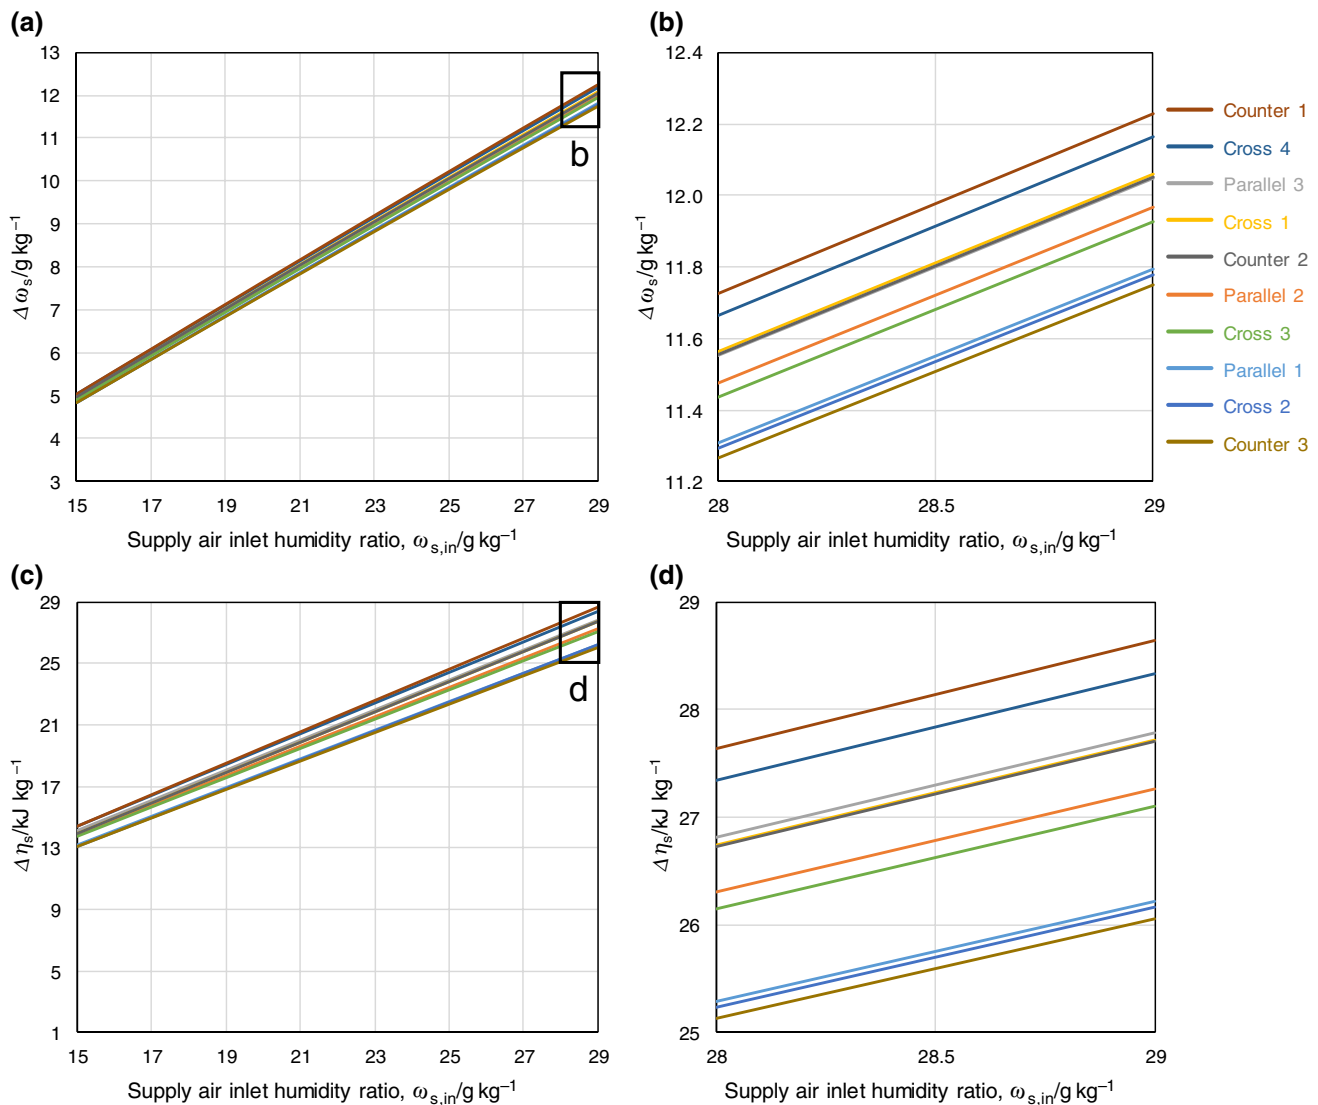 (a)
13
12
11
10
9
8
7
6
5
4
3
Δω_s/g kg⁻¹
b
15 17 19 21 23 25 27 29
Supply air inlet humidity ratio, ω_s,in/g kg⁻¹
(b)
12.4
12.2
12.0
11.8
11.6
11.4
11.2
Δω_s/g kg⁻¹
28 28.5 29
Supply air inlet humidity ratio, ω_s,in/g kg⁻¹
Counter 1
Cross 4
Parallel 3
Cross 1
Counter 2
Parallel 2
Cross 3
Parallel 1
Cross 2
Counter 3
(c)
29
25
21
17
13
9
5
1
Δη_s/kJ kg⁻¹
d
15 17 19 21 23 25 27 29
Supply air inlet humidity ratio, ω_s,in/g kg⁻¹
(d)
29
28
27
26
25
Δη_s/kJ kg⁻¹
28 28.5 29
Supply air inlet humidity ratio, ω_s,in/g kg⁻¹